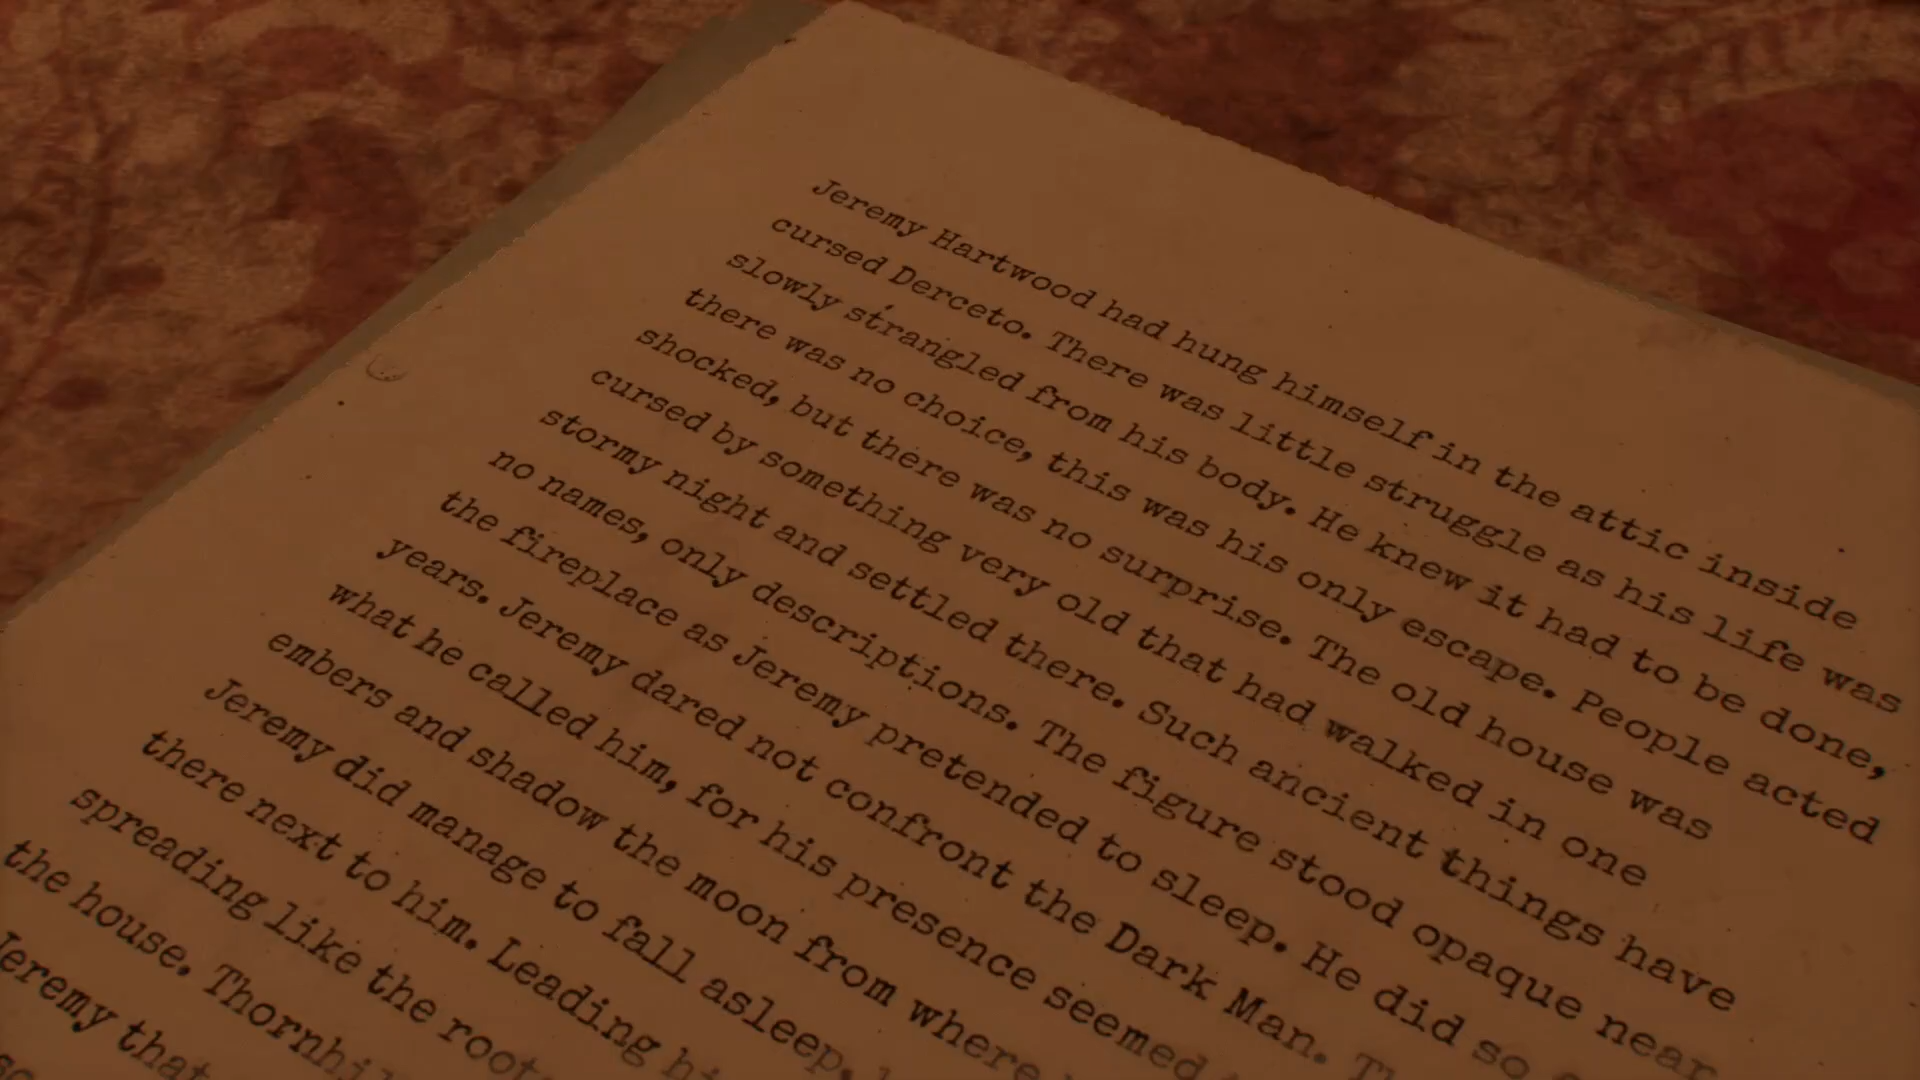 Jeremy Hartwood had hung himself in the attic inside
cursed Derceto. There was little struggle as his life was
slowly strangled from his body. He knew it had to be done,
there was no choice, this was his only escape. People acted
shocked, but there was no surprise. The old house was
cursed by something very old that had walked in one
stormy night and settled there. Such ancient things have
no names, only descriptions. The figure stood opaque near
the fireplace as Jeremy pretended to sleep. He did so
years. Jeremy dared not confront the Dark Man.
what he called him, for his presence seemed
embers and shadow the moon from where
Jeremy did manage to fall asleep,
there next to him. Leading
spreading like the
the house.
Jeremy that